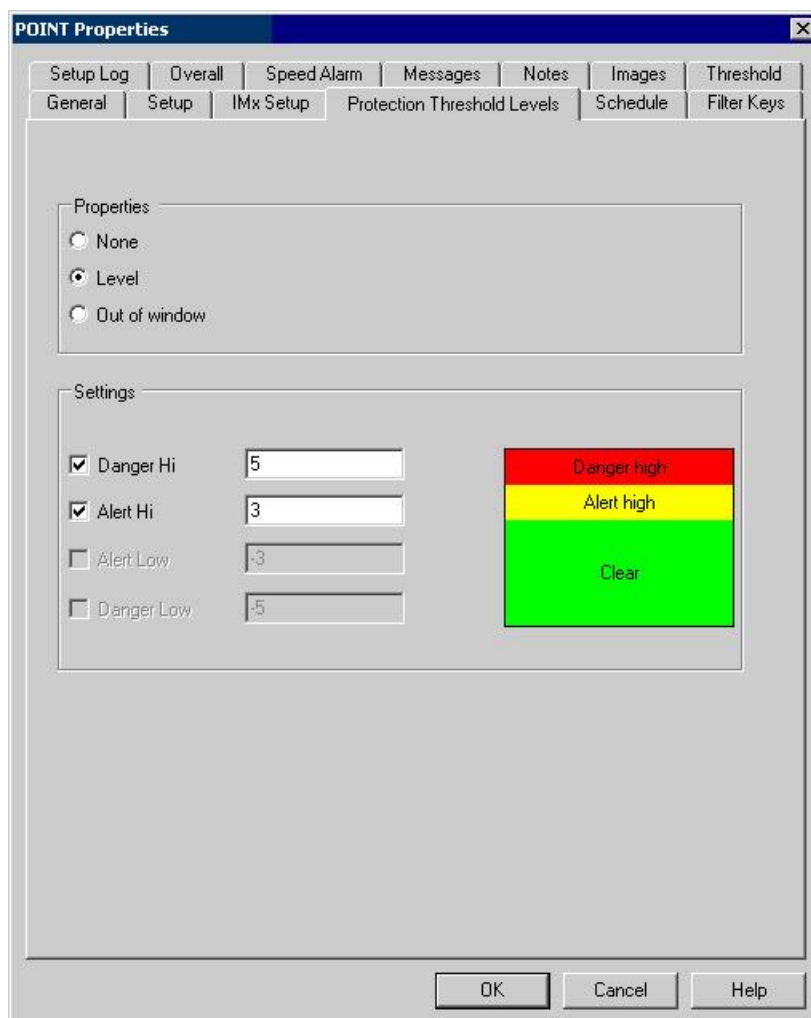 POINT Properties
Setup Log Overall Speed Alarm Messages Notes Images Threshold
General Setup IMx Setup Protection Threshold Levels Schedule Filter Keys
Properties
None
Level
Out of window
Settings
Danger Hi 5
Alert Hi 3
Alert Low -3
Danger Low -5
Danger high
Alert high
Clear
OK Cancel Help